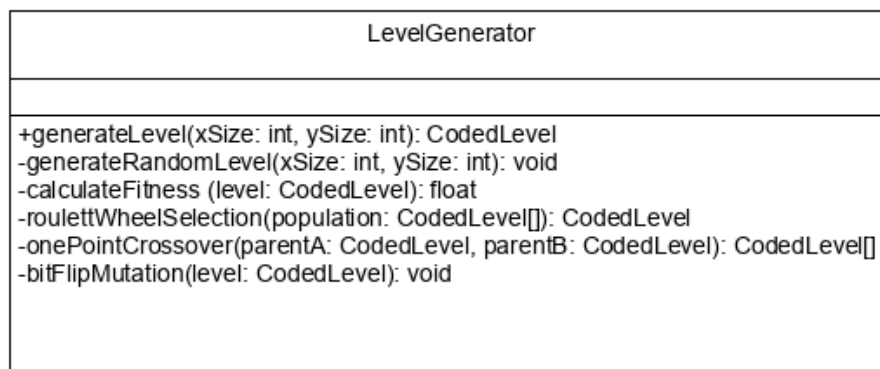 LevelGenerator
+generateLevel(xSize: int, ySize: int): CodedLevel
-generateRandomLevel(xSize: int, ySize: int): void
-calculateFitness (level: CodedLevel): float
-roulettWheelSelection(population: CodedLevel[]): CodedLevel
-onePointCrossover(parentA: CodedLevel, parentB: CodedLevel): CodedLevel[]
-bitFlipMutation(level: CodedLevel): void